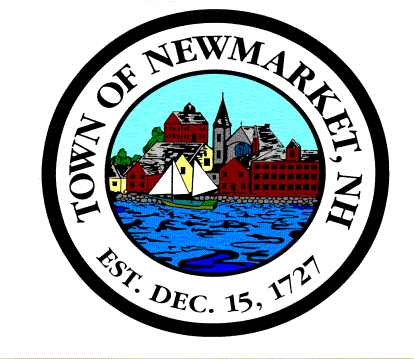 TOWN OF NEWMARKET, NH
EST. DEC. 15, 1727